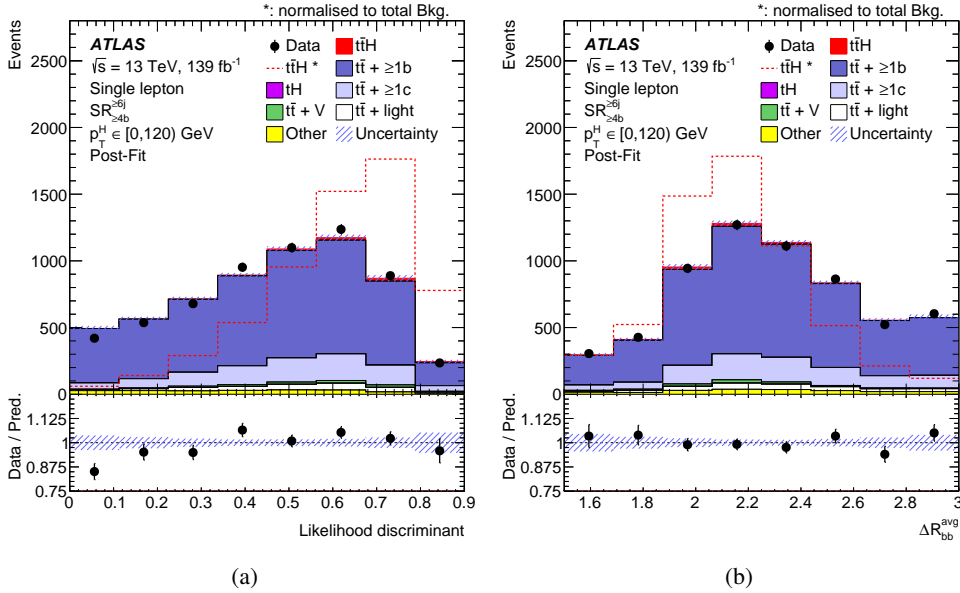 *: normalised to total Bkg.
Events
ATLAS
√s = 13 TeV, 139 fb⁻¹
Single lepton
SR≥6j≥4b
pTH ∈ [0,120) GeV
Post-Fit
Data
tt̄H
tt̄H *
tt̄ + ≥1b
tH
tt̄ + ≥1c
tt̄ + V
tt̄ + light
Other
Uncertainty
2500
2000
1500
1000
500
0
Data / Pred.
1.125
1
0.875
0.75
0 0.1 0.2 0.3 0.4 0.5 0.6 0.7 0.8 0.9
Likelihood discriminant
(a)
*: normalised to total Bkg.
Events
ATLAS
√s = 13 TeV, 139 fb⁻¹
Single lepton
SR≥6j≥4b
pTH ∈ [0,120) GeV
Post-Fit
Data
tt̄H
tt̄H *
tt̄ + ≥1b
tH
tt̄ + ≥1c
tt̄ + V
tt̄ + light
Other
Uncertainty
2500
2000
1500
1000
500
0
Data / Pred.
1.125
1
0.875
0.75
1.6 1.8 2 2.2 2.4 2.6 2.8 3
ΔRbbavg
(b)